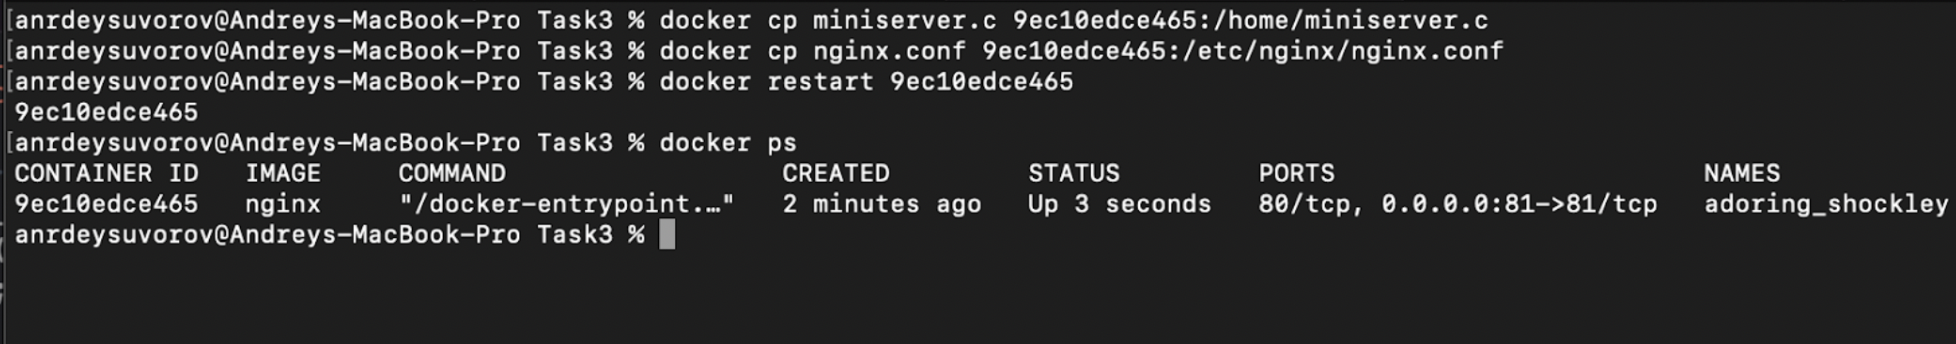 [anrdeysuvorov@Andreys-MacBook-Pro Task3 % docker cp miniserver.c 9ec10edce465:/home/miniserver.c
[anrdeysuvorov@Andreys-MacBook-Pro Task3 % docker cp nginx.conf 9ec10edce465:/etc/nginx/nginx.conf
[anrdeysuvorov@Andreys-MacBook-Pro Task3 % docker restart 9ec10edce465
9ec10edce465
[anrdeysuvorov@Andreys-MacBook-Pro Task3 % docker ps
CONTAINER ID   IMAGE     COMMAND                  CREATED         STATUS         PORTS                        NAMES
9ec10edce465   nginx     "/docker-entrypoint.…"   2 minutes ago   Up 3 seconds   80/tcp, 0.0.0.0:81->81/tcp   adoring_shockley
anrdeysuvorov@Andreys-MacBook-Pro Task3 %